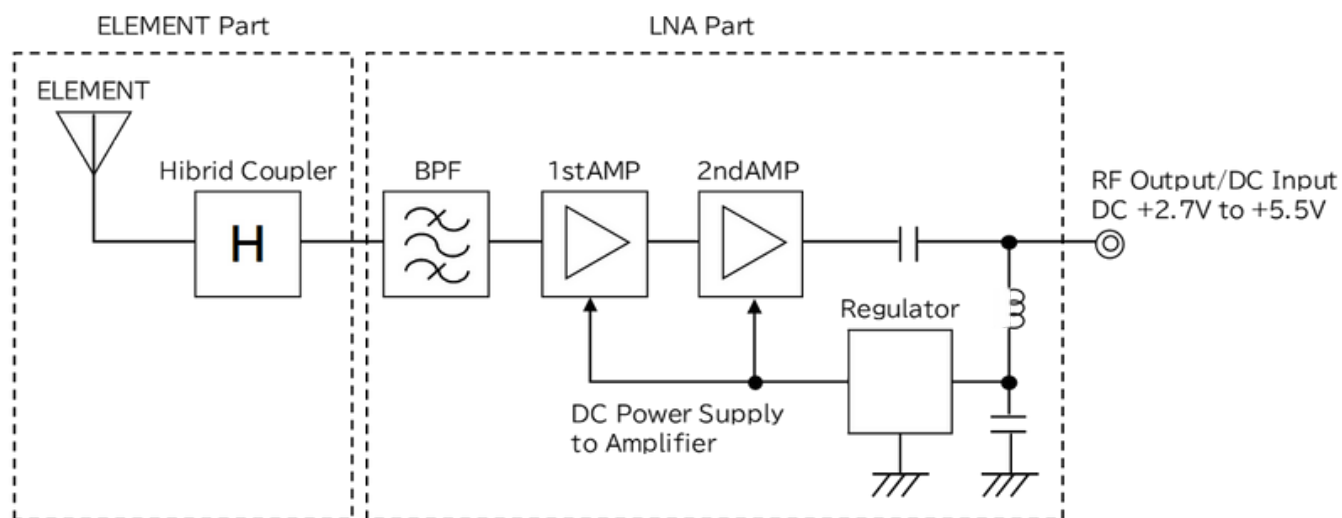 ELEMENT Part
LNA Part
ELEMENT
Hibrid Coupler
BPF
1stAMP
2ndAMP
RF Output/DC Input
DC +2.7V to +5.5V
H
Regulator
DC Power Supply
to Amplifier